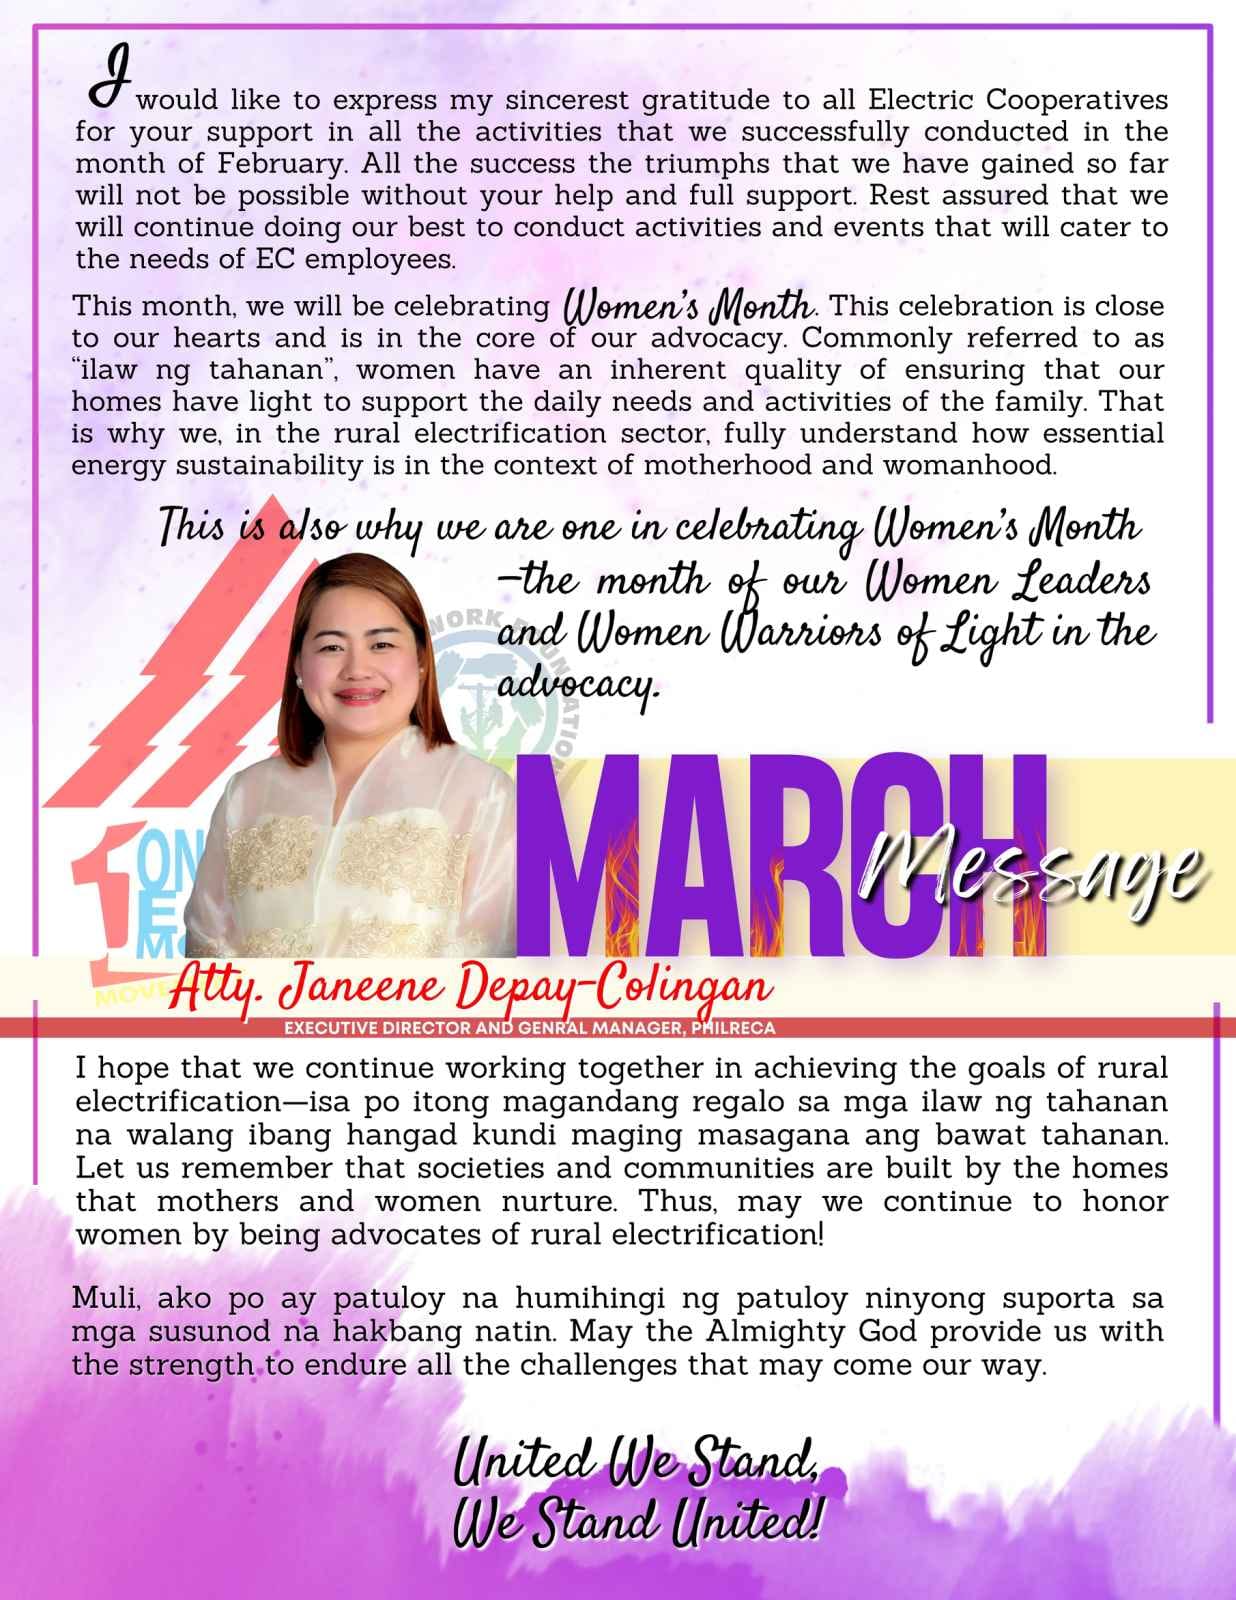 I would like to express my sincerest gratitude to all Electric Cooperatives
for your support in all the activities that we successfully conducted in the
month of February. All the success the triumphs that we have gained so far
will not be possible without your help and full support. Rest assured that we
will continue doing our best to conduct activities and events that will cater to
the needs of EC employees.
This month, we will be celebrating Women's Month. This celebration is close
to our hearts and is in the core of our advocacy. Commonly referred to as
“ilaw ng tahanan”, women have an inherent quality of ensuring that our
homes have light to support the daily needs and activities of the family. That
is why we, in the rural electrification sector, fully understand how essential
energy sustainability is in the context of motherhood and womanhood.
This is also why we are one in celebrating Women's Month
—the month of our Women Leaders
and Women Warriors of Light in the
advocacy.
FOUNDATION
MARCH
Message
1
MOVE
Atty. Janeene Depay-Colingan
EXECUTIVE DIRECTOR AND GENRAL MANAGER, PHILRECA
I hope that we continue working together in achieving the goals of rural
electrification—isa po itong magandang regalo sa mga ilaw ng tahanan
na walang ibang hangad kundi maging masagana ang bawat tahanan.
Let us remember that societies and communities are built by the homes
that mothers and women nurture. Thus, may we continue to honor
women by being advocates of rural electrification!
Muli, ako po ay patuloy na humihingi ng patuloy ninyong suporta sa
mga susunod na hakbang natin. May the Almighty God provide us with
the strength to endure all the challenges that may come our way.
United We Stand,
We Stand United!